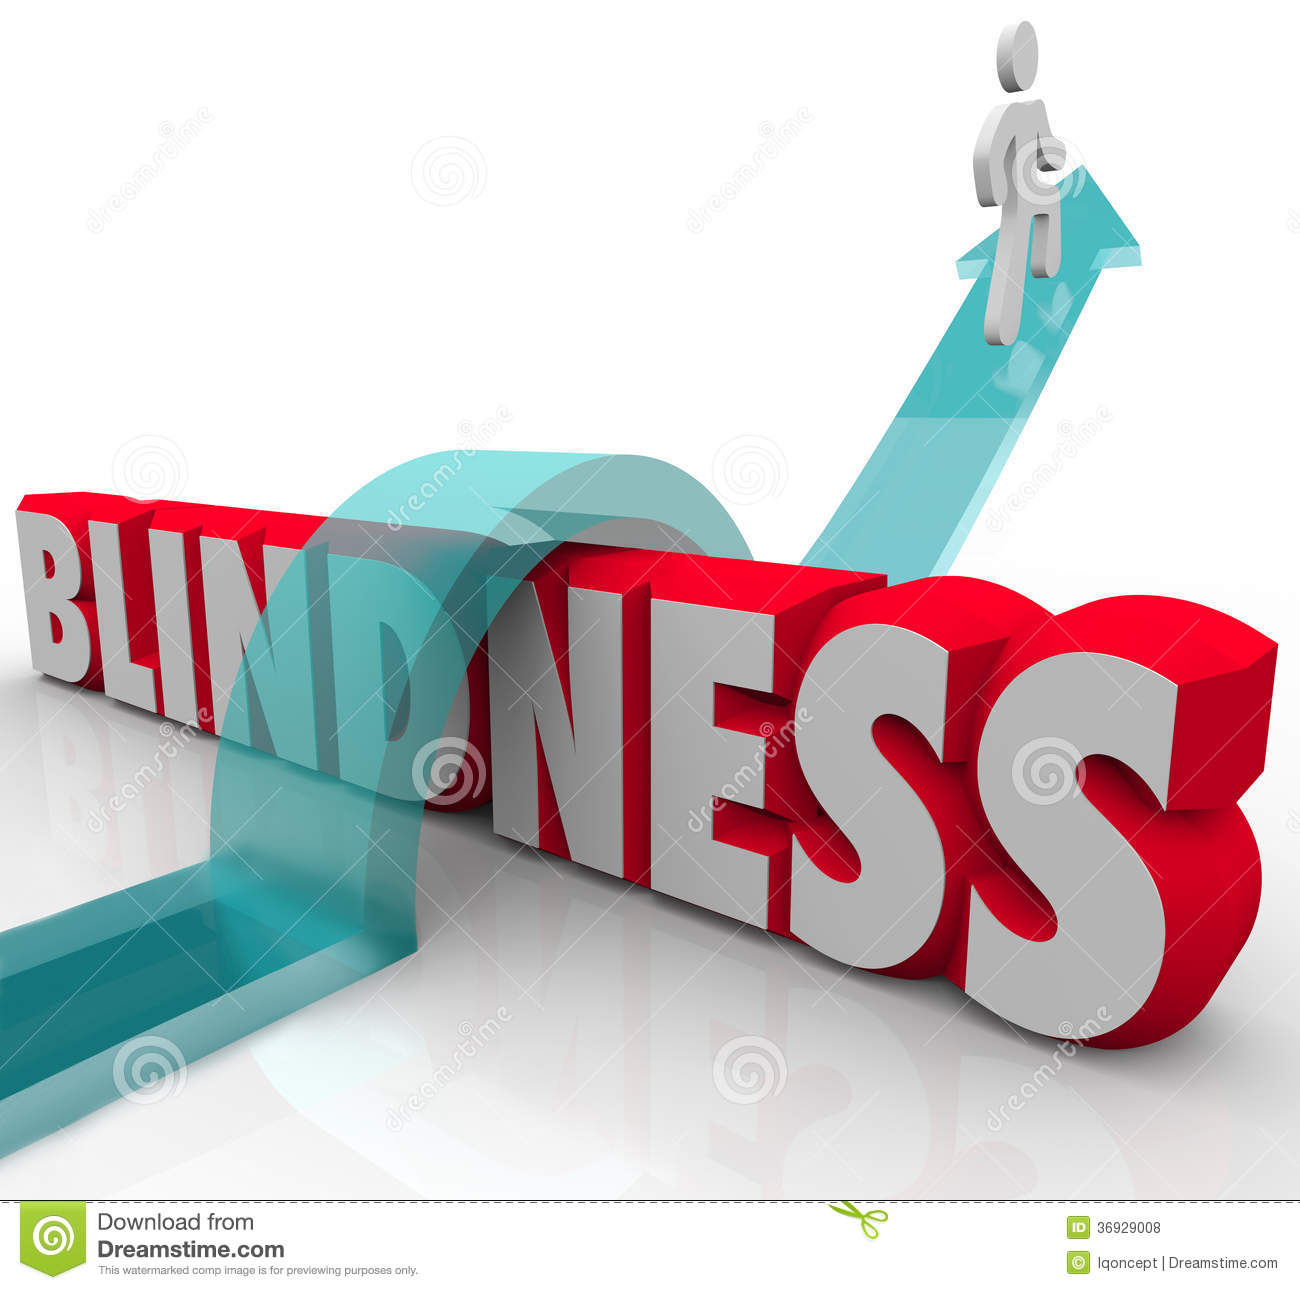 BLINDNESS
Download from
Dreamstime.com
This watermarked comp image is for previewing purposes only.
ID 36929008
© Iqoncept | Dreamstime.com
dreamstime